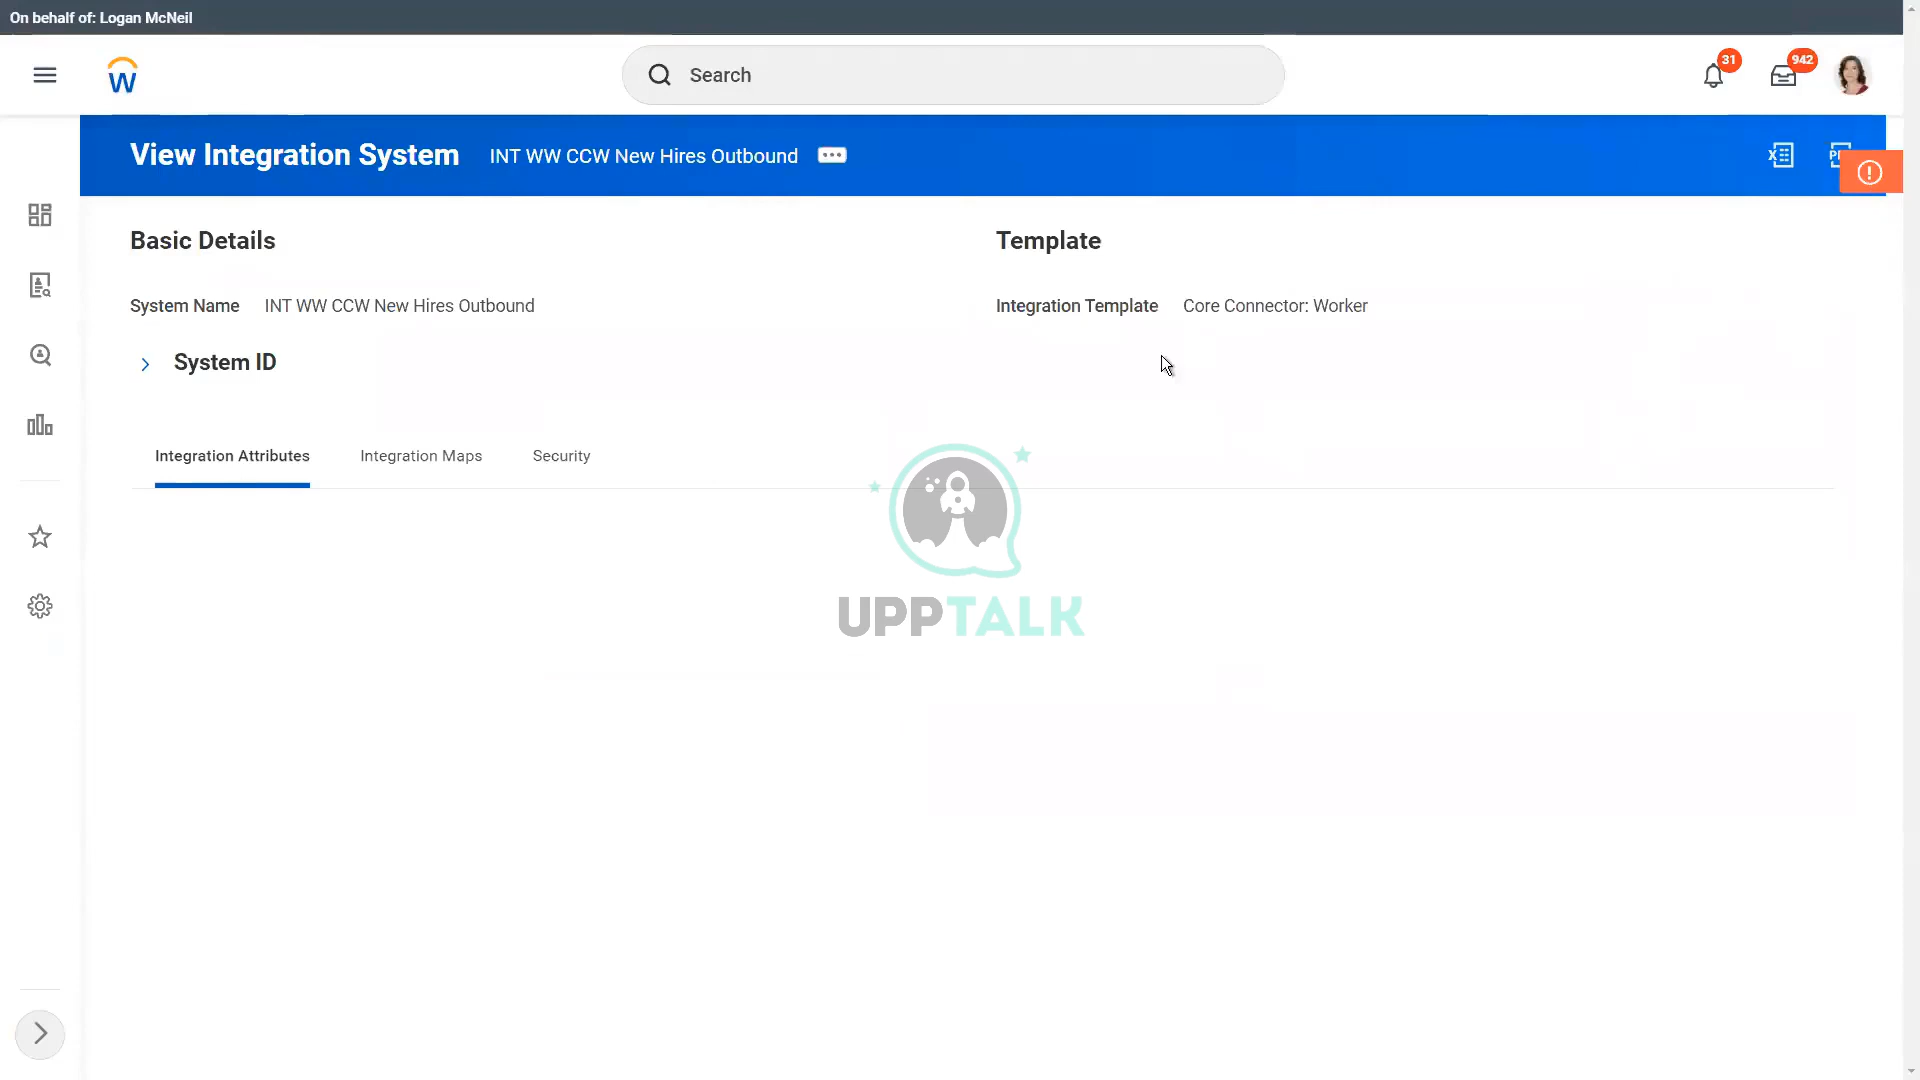 On behalf of: Logan McNeil
W
Search
31
942
View Integration System
INT WW CCW New Hires Outbound
Basic Details
Template
System Name
INT WW CCW New Hires Outbound
Integration Template
Core Connector: Worker
System ID
Integration Attributes
Integration Maps
Security
UPPTALK